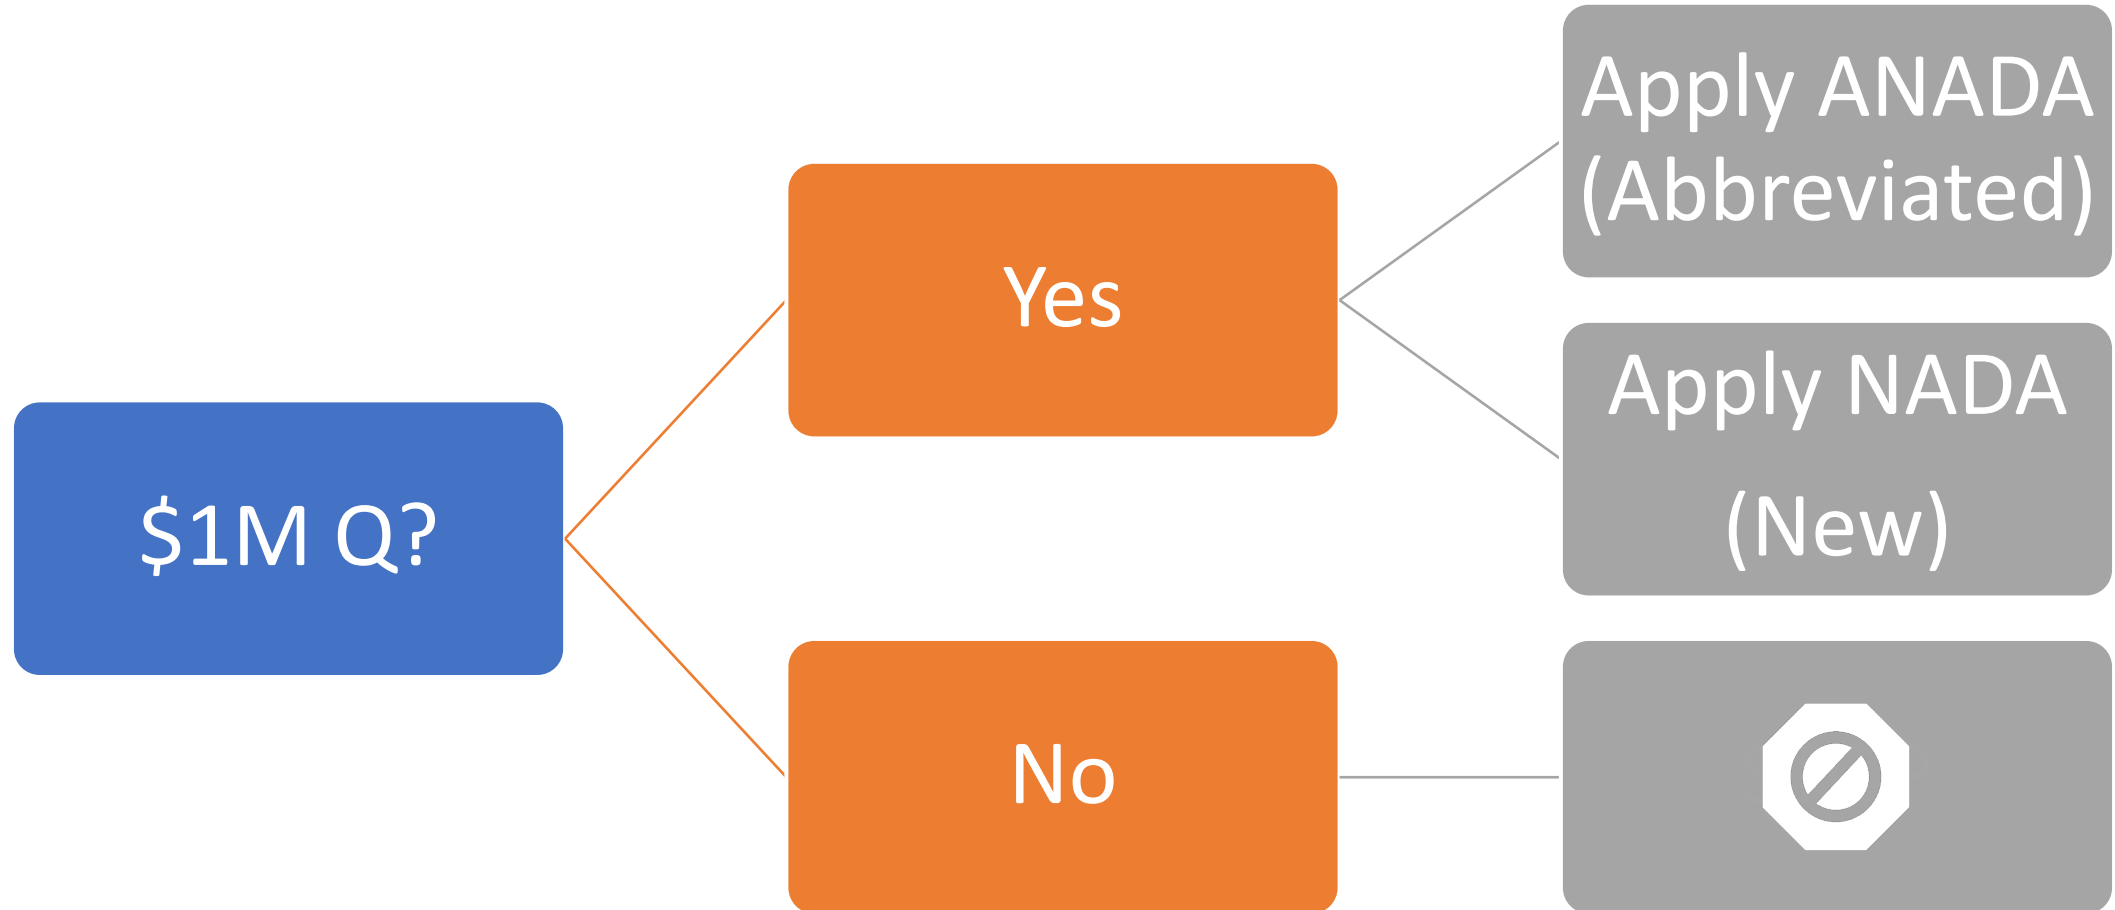 $1M Q?
Yes
Apply ANADA
(Abbreviated)
Apply NADA
(New)
No